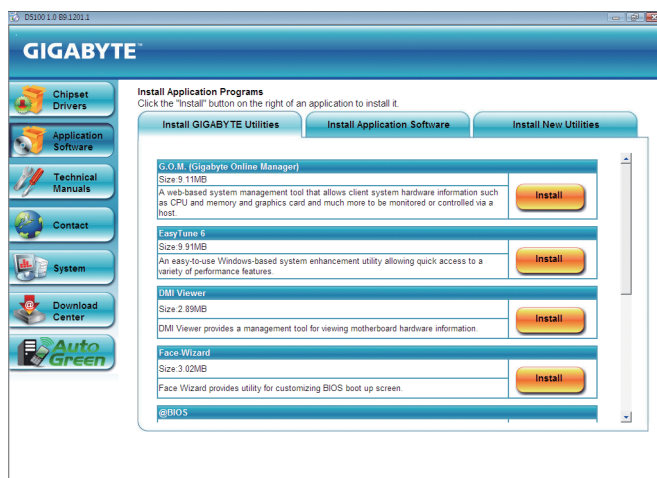 D5100 1.0 B9.1201.1
GIGABYTE™
Chipset
Drivers
Application
Software
Technical
Manuals
Contact
System
Download
Center
Auto
Green
Install Application Programs
Click the "Install" button on the right of an application to install it.
Install GIGABYTE Utilities
Install Application Software
Install New Utilities
G.O.M. (Gigabyte Online Manager)
Size:9.11MB
A web-based system management tool that allows client system hardware information such
as CPU and memory and graphics card and much more to be monitored or controlled via a
host.
Install
EasyTune 6
Size:9.91MB
An easy-to-use Windows-based system enhancement utility allowing quick access to a
variety of performance features.
Install
DMI Viewer
Size:2.89MB
DMI Viewer provides a management tool for viewing motherboard hardware information.
Install
Face-Wizard
Size:3.02MB
Face Wizard provides utility for customizing BIOS boot up screen.
Install
@BIOS